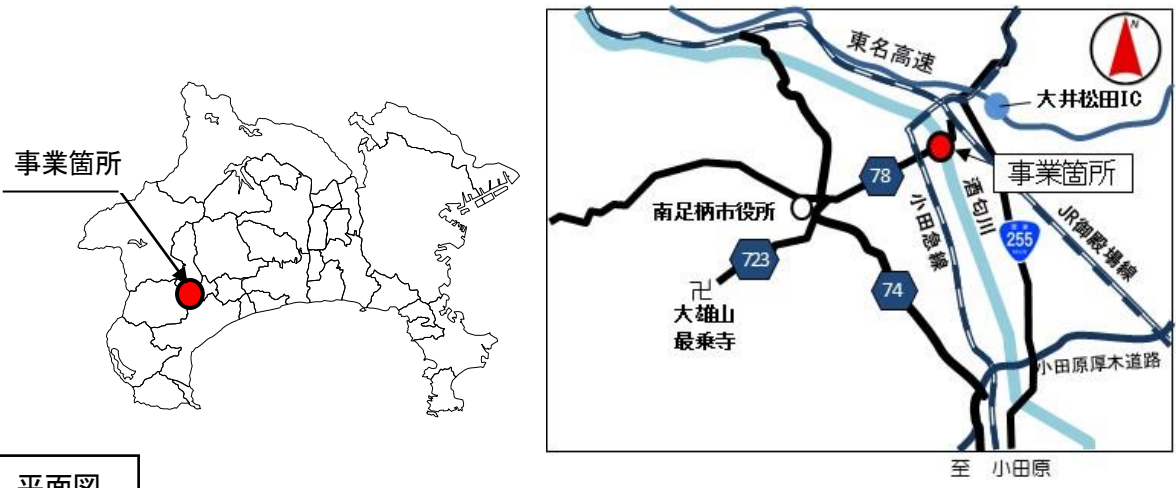 事業箇所
平面図
N
東名高速
大井松田IC
事業箇所
78
南足柄市役所
小田急線
酒匂川
255
JR御殿場線
723
74
卍
大雄山
最乗寺
小田原厚木道路
至 小田原